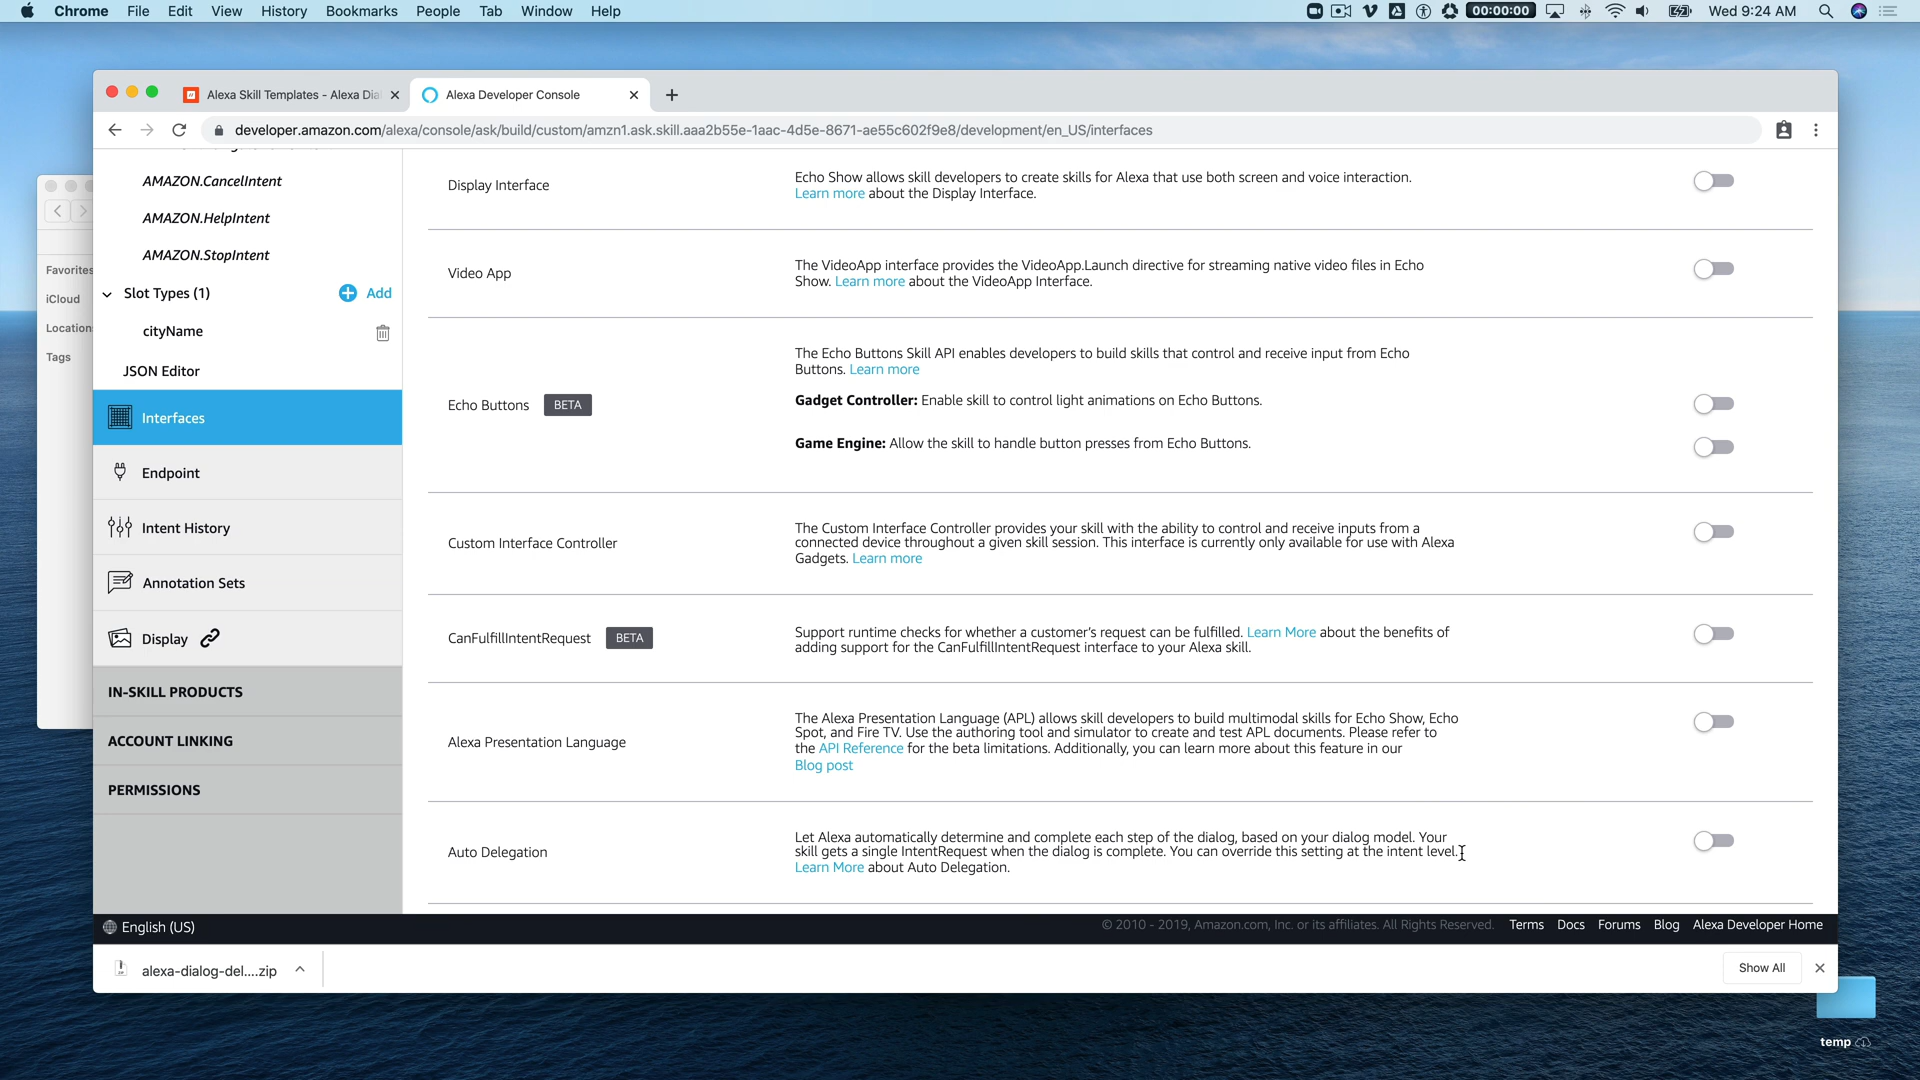 Chrome File Edit View History Bookmarks People Tab Window Help
00:00:00 Wed 9:24 AM
Alexa Skill Templates - Alexa Dia
Alexa Developer Console
developer.amazon.com/alexa/console/ask/build/custom/amzn1.ask.skill.aaa2b55e-1aac-4d5e-8671-ae55c602f9e8/development/en_US/interfaces
Favorites
iCloud
Location
Tags
AMAZON.CancelIntent
AMAZON.HelpIntent
AMAZON.StopIntent
Slot Types (1) Add
cityName
JSON Editor
Interfaces
Endpoint
Intent History
Annotation Sets
Display
IN-SKILL PRODUCTS
ACCOUNT LINKING
PERMISSIONS
Display Interface
Echo Show allows skill developers to create skills for Alexa that use both screen and voice interaction.
Learn more about the Display Interface.
Video App
The VideoApp interface provides the VideoApp.Launch directive for streaming native video files in Echo
Show. Learn more about the VideoApp Interface.
Echo Buttons BETA
The Echo Buttons Skill API enables developers to build skills that control and receive input from Echo
Buttons. Learn more
Gadget Controller: Enable skill to control light animations on Echo Buttons.
Game Engine: Allow the skill to handle button presses from Echo Buttons.
Custom Interface Controller
The Custom Interface Controller provides your skill with the ability to control and receive inputs from a
connected device throughout a given skill session. This interface is currently only available for use with Alexa
Gadgets. Learn more
CanFulfillIntentRequest BETA
Support runtime checks for whether a customer's request can be fulfilled. Learn More about the benefits of
adding support for the CanFulfillIntentRequest interface to your Alexa skill.
Alexa Presentation Language
The Alexa Presentation Language (APL) allows skill developers to build multimodal skills for Echo Show, Echo
Spot, and Fire TV. Use the authoring tool and simulator to create and test APL documents. Please refer to
the API Reference for the beta limitations. Additionally, you can learn more about this feature in our
Blog post
Auto Delegation
Let Alexa automatically determine and complete each step of the dialog, based on your dialog model. Your
skill gets a single IntentRequest when the dialog is complete. You can override this setting at the intent level.
Learn More about Auto Delegation.
English (US)
© 2010 - 2019, Amazon.com, Inc. or its affiliates. All Rights Reserved. Terms Docs Forums Blog Alexa Developer Home
alexa-dialog-del....zip
Show All
temp